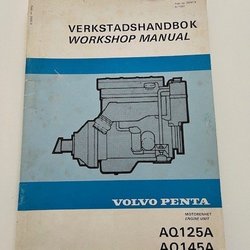 VERKSTADSHANDBOK
WORKSHOP MANUAL
VOLVO PENTA
MOTORENHET
ENGINE UNIT
AQ125A
AQ145A